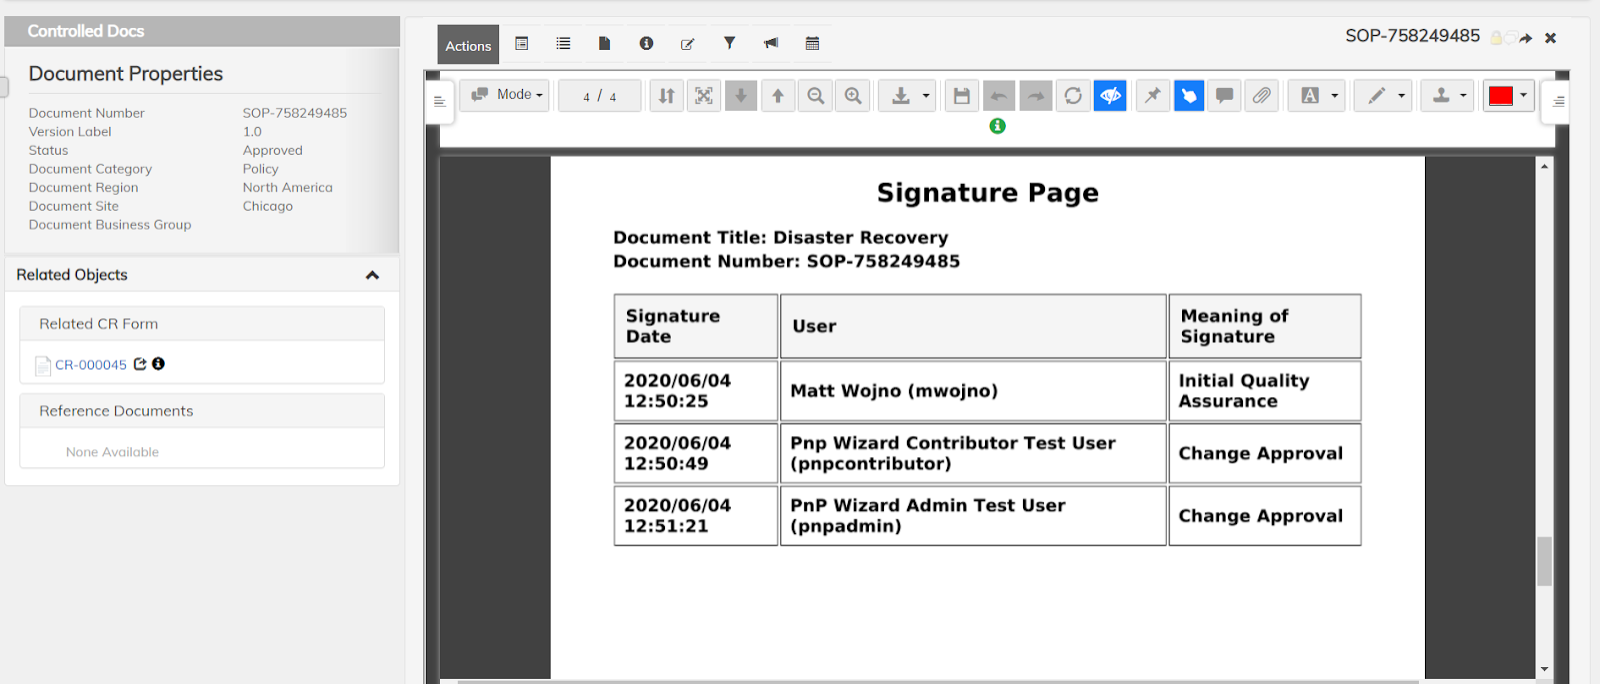 Controlled Docs
Document Properties
Document Number SOP-758249485
Version Label 1.0
Status Approved
Document Category Policy
Document Region North America
Document Site Chicago
Document Business Group
Related Objects
Related CR Form
CR-000045
Reference Documents
None Available
Actions
SOP-758249485
Mode
4 / 4
A
Signature Page
Document Title: Disaster Recovery
Document Number: SOP-758249485
Signature
Date
User
Meaning of
Signature
2020/06/04
12:50:25
Matt Wojno (mwojno)
Initial Quality
Assurance
2020/06/04
12:50:49
Pnp Wizard Contributor Test User
(pnpcontributor)
Change Approval
2020/06/04
12:51:21
PnP Wizard Admin Test User
(pnpadmin)
Change Approval